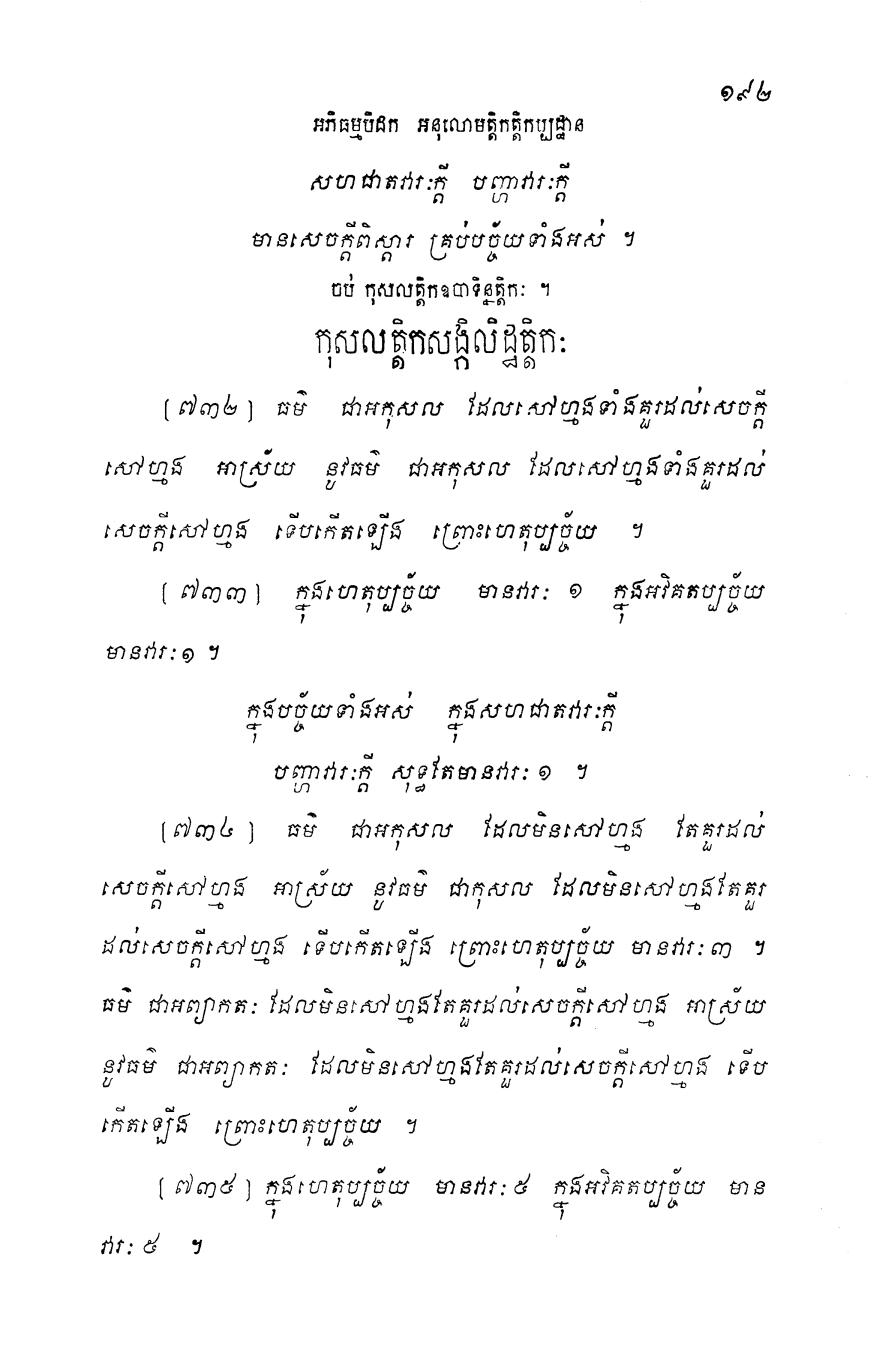 ១៩២
អភិធម្មបិដក អនុលោមត្តិកត្តិកប្បដ្ឋាន
សហជាតវារៈក្តី បញ្ហាវារៈក្តី
មានសេចក្តីពិស្តារ គ្រប់បច្ច័យទាំងអស់ ។
ចប់ កុសលត្តិកឧបាទិន្នត្តិកៈ ។
កុសលត្តិកសង្កិលិដ្ឋត្តិកៈ
[៧៣២] ធម៌ ជាអកុសល ដែលសៅហ្មងទាំងគួរដល់សេចក្តី
សៅហ្មង អាស្រ័យ នូវធម៌ ជាអកុសល ដែលសៅហ្មងទាំងគួរដល់
សេចក្តីសៅហ្មង ទើបកើតឡើង ព្រោះហេតុប្បច្ច័យ ។
[៧៣៣] ក្នុងហេតុប្បច្ច័យ មានវារៈ ១ ក្នុងអវិគតប្បច្ច័យ
មានវារៈ១ ។
ក្នុងបច្ច័យទាំងអស់ ក្នុងសហជាតវារៈក្តី
បញ្ហាវារៈក្តី សុទ្ធតែមានវារៈ ១ ។
[៧៣៤] ធម៌ ជាអកុសល ដែលមិនសៅហ្មង តែគួរដល់
សេចក្តីសៅហ្មង អាស្រ័យ នូវធម៌ ជាកុសល ដែលមិនសៅហ្មងតែគួរ
ដល់សេចក្តីសៅហ្មង ទើបកើតឡើង ព្រោះហេតុប្បច្ច័យ មានវារៈ៣ ។
ធម៌ ជាអព្យាកតៈ ដែលមិនសៅហ្មងតែគួរដល់សេចក្តីសៅហ្មង អាស្រ័យ
នូវធម៌ ជាអព្យាកតៈ ដែលមិនសៅហ្មងតែគួរដល់សេចក្តីសៅហ្មង ទើប
កើតឡើង ព្រោះហេតុប្បច្ច័យ ។
[៧៣៥] ក្នុងហេតុប្បច្ច័យ មានវារៈ ៥ ក្នុងអវិគតប្បច្ច័យ មាន
វារៈ ៥ ។